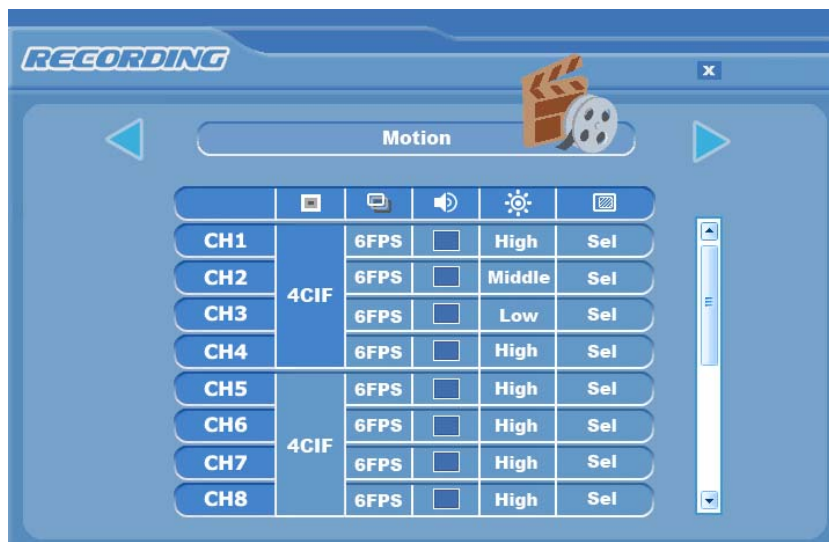 RECORDING
x
Motion
CH1 4CIF 6FPS High Sel
CH2 6FPS Middle Sel
CH3 6FPS Low Sel
CH4 6FPS High Sel
CH5 4CIF 6FPS High Sel
CH6 6FPS High Sel
CH7 6FPS High Sel
CH8 6FPS High Sel